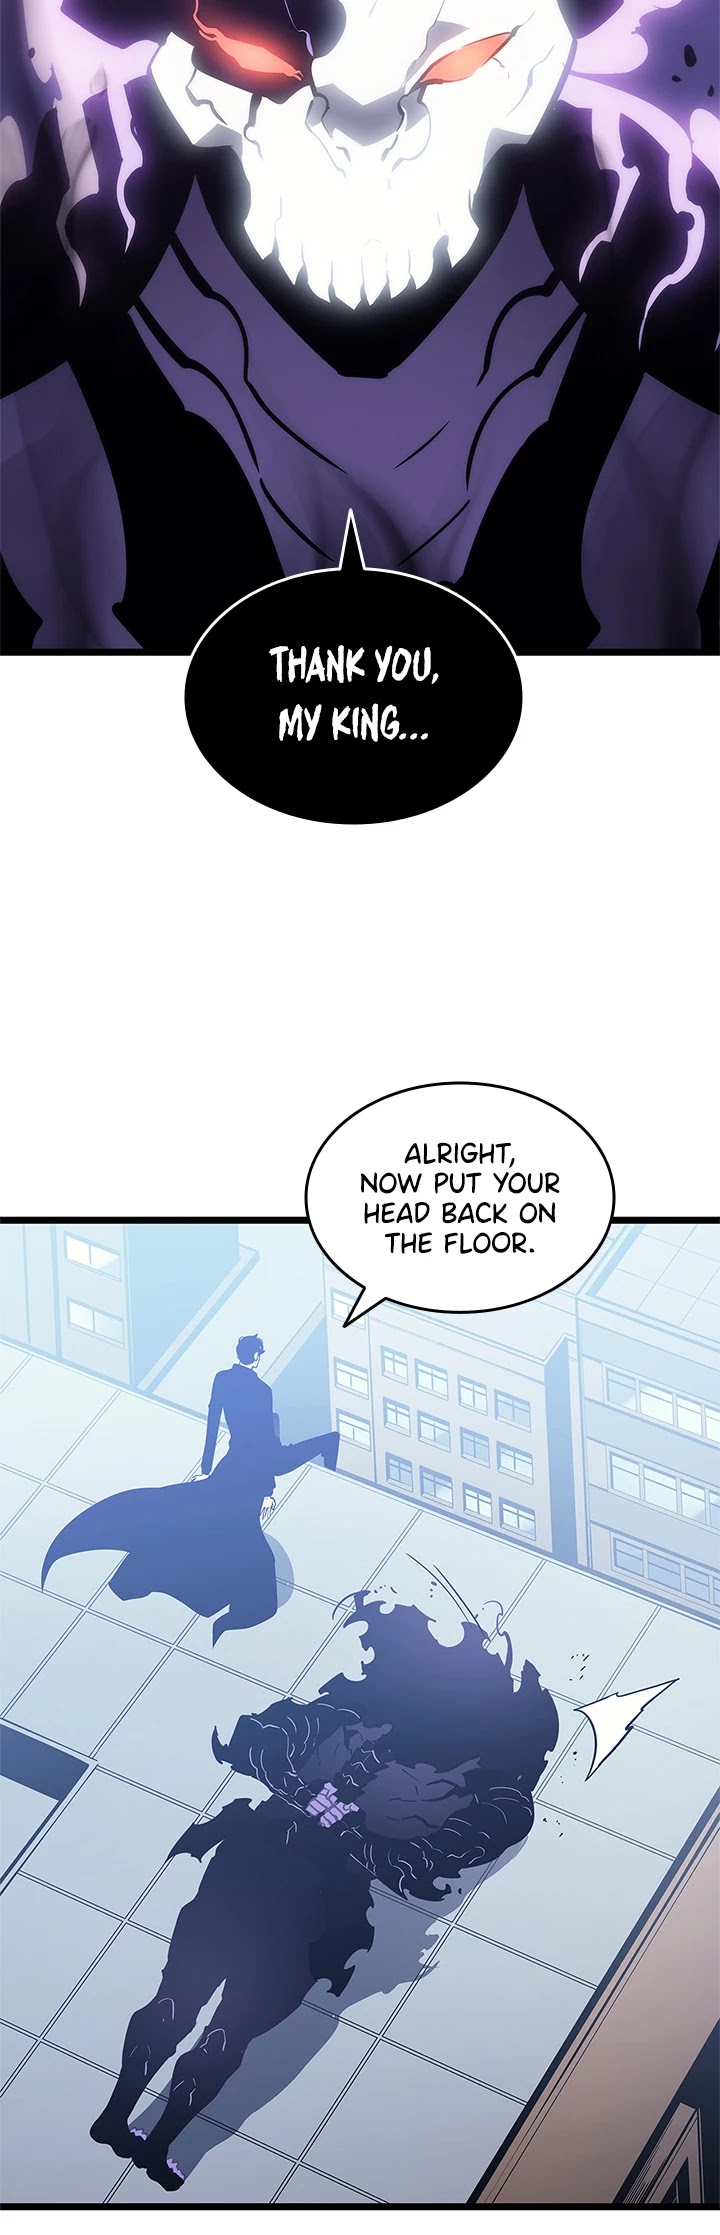 THANK YOU,
MY KING...
ALRIGHT,
NOW PUT YOUR
HEAD BACK ON
THE FLOOR.